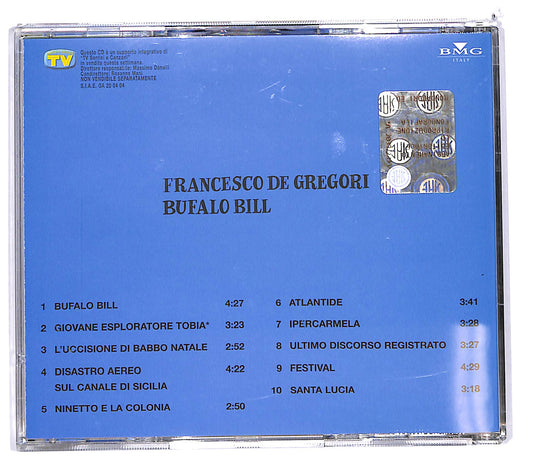 TV
Questo CD è un supporto integrativo di
"TV Sorrisi e Canzoni"
in vendita questa settimana.
Direttore responsabile: Massimo Donelli
Condirettore: Rosanna Mani
NON VENDIBILE SEPARATAMENTE
S.I.A.E. GA 20 04 04
BMG
ITALY
FRANCESCO DE GREGORI
BUFALO BILL
1 BUFALO BILL 4:27
2 GIOVANE ESPLORATORE TOBIA* 3:23
3 L'UCCISIONE DI BABBO NATALE 2:52
4 DISASTRO AEREO 4:22
SUL CANALE DI SICILIA
5 NINETTO E LA COLONIA 2:50
6 ATLANTIDE 3:41
7 IPERCARMELA 3:28
8 ULTIMO DISCORSO REGISTRATO 3:27
9 FESTIVAL 4:29
10 SANTA LUCIA 3:18